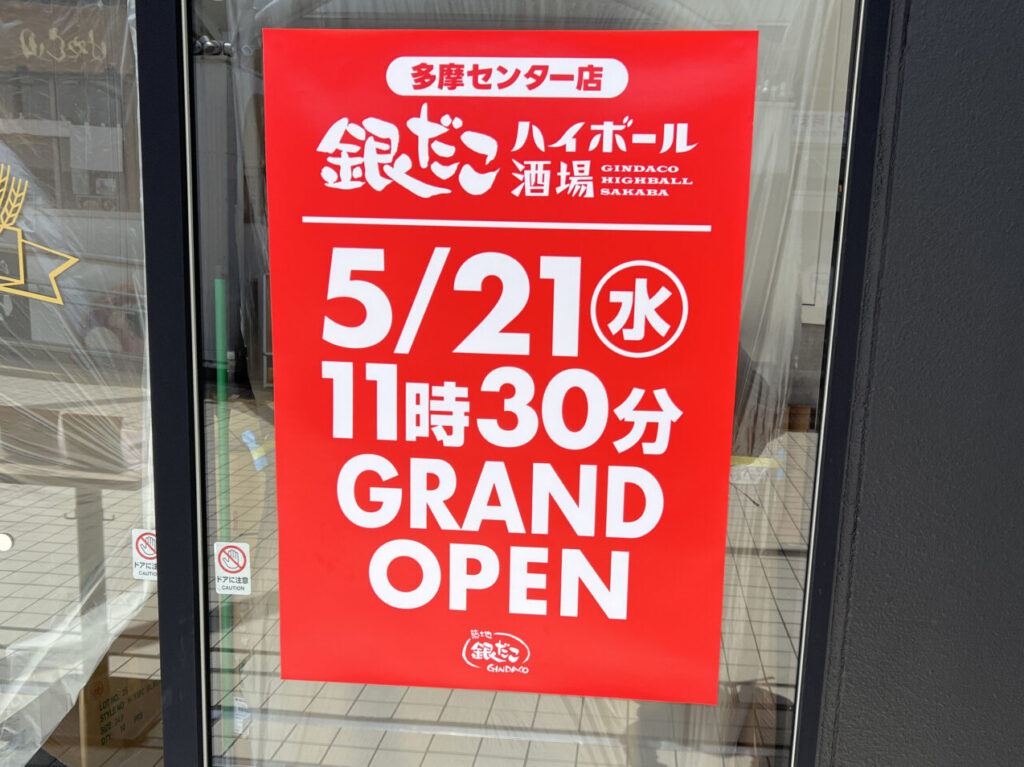 多摩センター店
銀だこ
ハイボール
酒場
GINDACO
HIGHBALL
SAKABA
5/21水
11時30分
GRAND
OPEN
築地
銀だこ
GINDACO
ドアに注意
CAUTION
ドアに注意
CAUTION